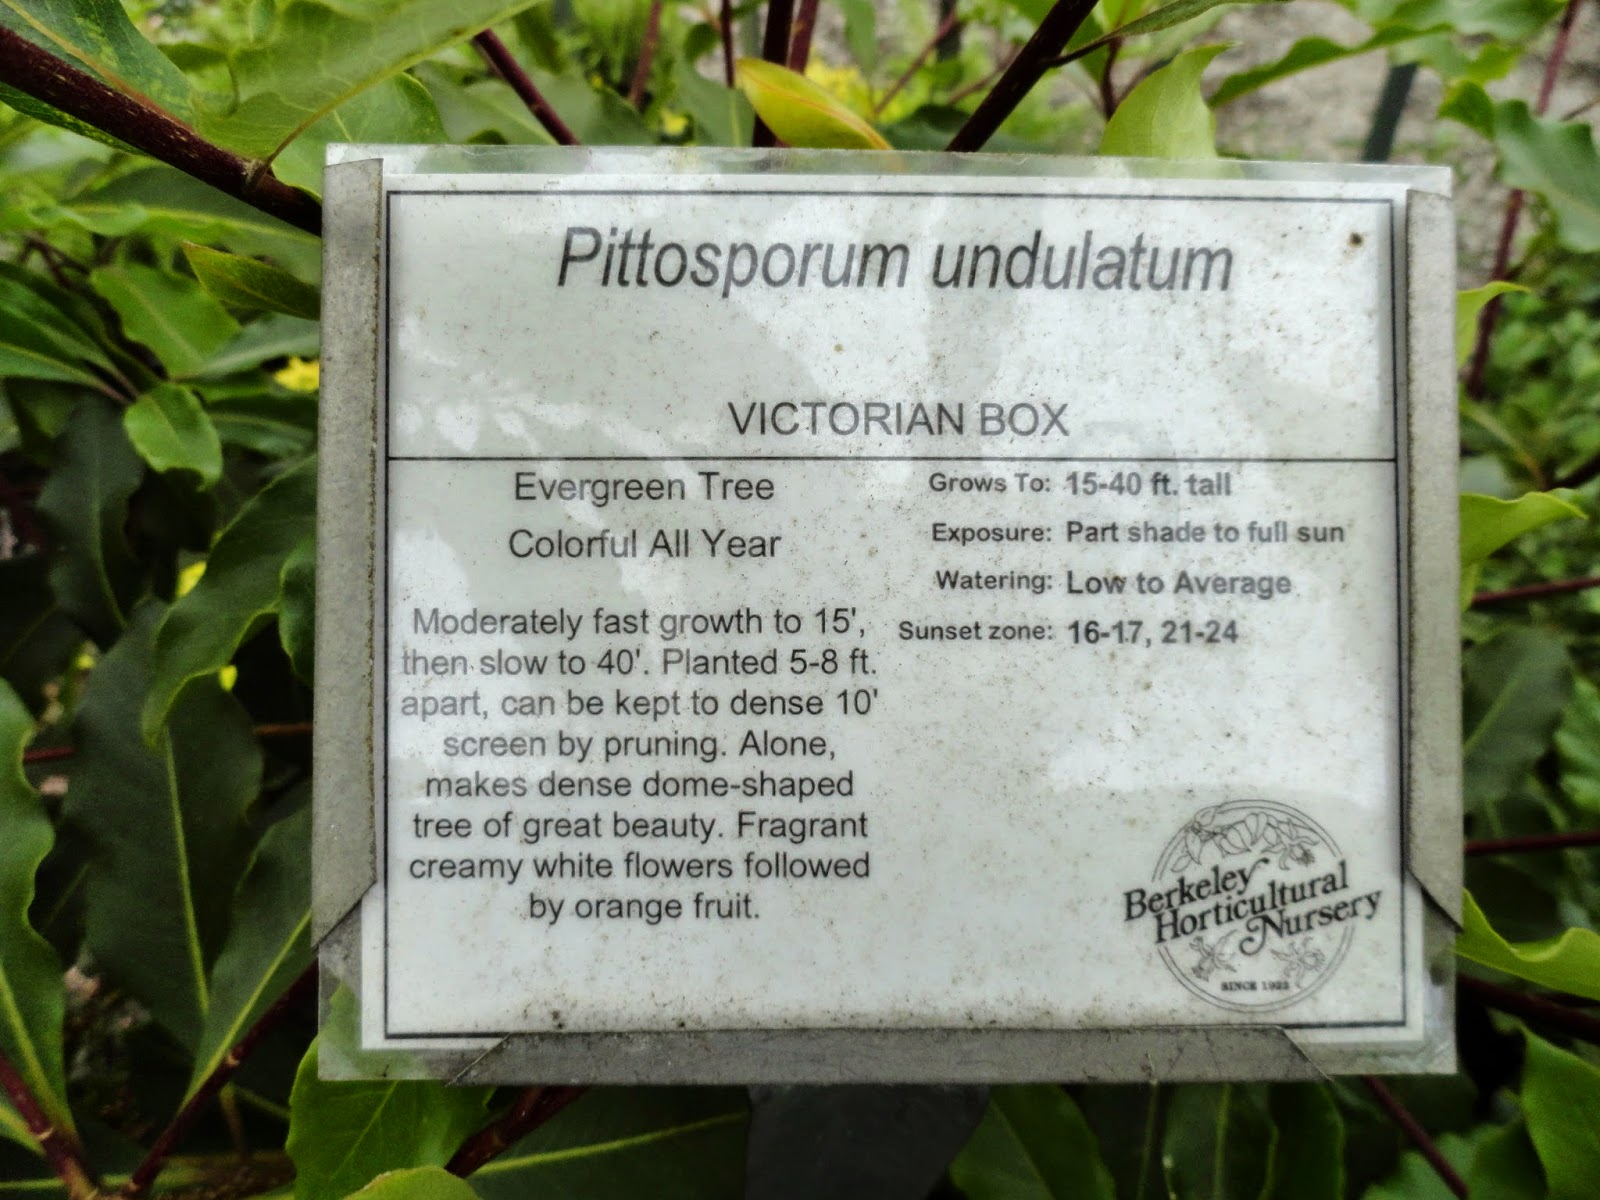 Pittosporum undulatum
VICTORIAN BOX
Evergreen Tree
Colorful All Year
Moderately fast growth to 15',
then slow to 40'. Planted 5-8 ft.
apart, can be kept to dense 10'
screen by pruning. Alone,
makes dense dome-shaped
tree of great beauty. Fragrant
creamy white flowers followed
by orange fruit.
Grows To: 15-40 ft. tall
Exposure: Part shade to full sun
Watering: Low to Average
Sunset zone: 16-17, 21-24
Berkeley
Horticultural
Nursery
SINCE 1922